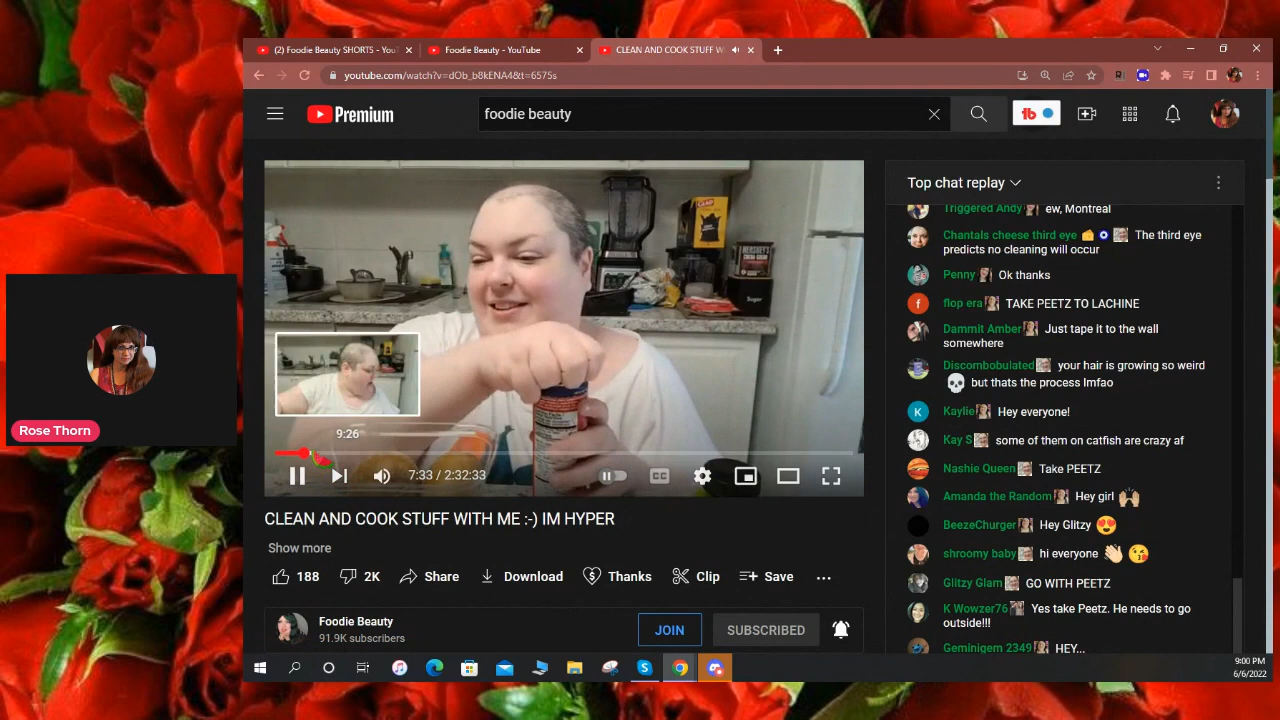 (2) Foodie Beauty SHORTS - You
Foodie Beauty - YouTube
CLEAN AND COOK STUFF W
youtube.com/watch?v=dOb_b8kENA4&t=6575s
Premium
foodie beauty
tb
Top chat replay
Triggered Andy ew, Montreal
Chantals cheese third eye The third eye
predicts no cleaning will occur
Penny Ok thanks
f flop era TAKE PEETZ TO LACHINE
Dammit Amber Just tape it to the wall
somewhere
Discombobulated your hair is growing so weird
but thats the process lmfao
K Kaylie Hey everyone!
Kay S some of them on catfish are crazy af
Nashie Queen Take PEETZ
Amanda the Random Hey girl
BeezeChurger Hey Glitzy
shroomy baby hi everyone
Glitzy Glam GO WITH PEETZ
K Wowzer76 Yes take Peetz. He needs to go
outside!!!
Geminigem 2349 HEY...
GLAD
HERSHEY'S
COCOA
Sugar
9:26
7:33 / 2:32:33
CC
CLEAN AND COOK STUFF WITH ME :-) IM HYPER
Show more
188
2K
Share
Download
Thanks
Clip
Save
Foodie Beauty
91.9K subscribers
JOIN
SUBSCRIBED
Rose Thorn
9:00 PM
6/6/2022